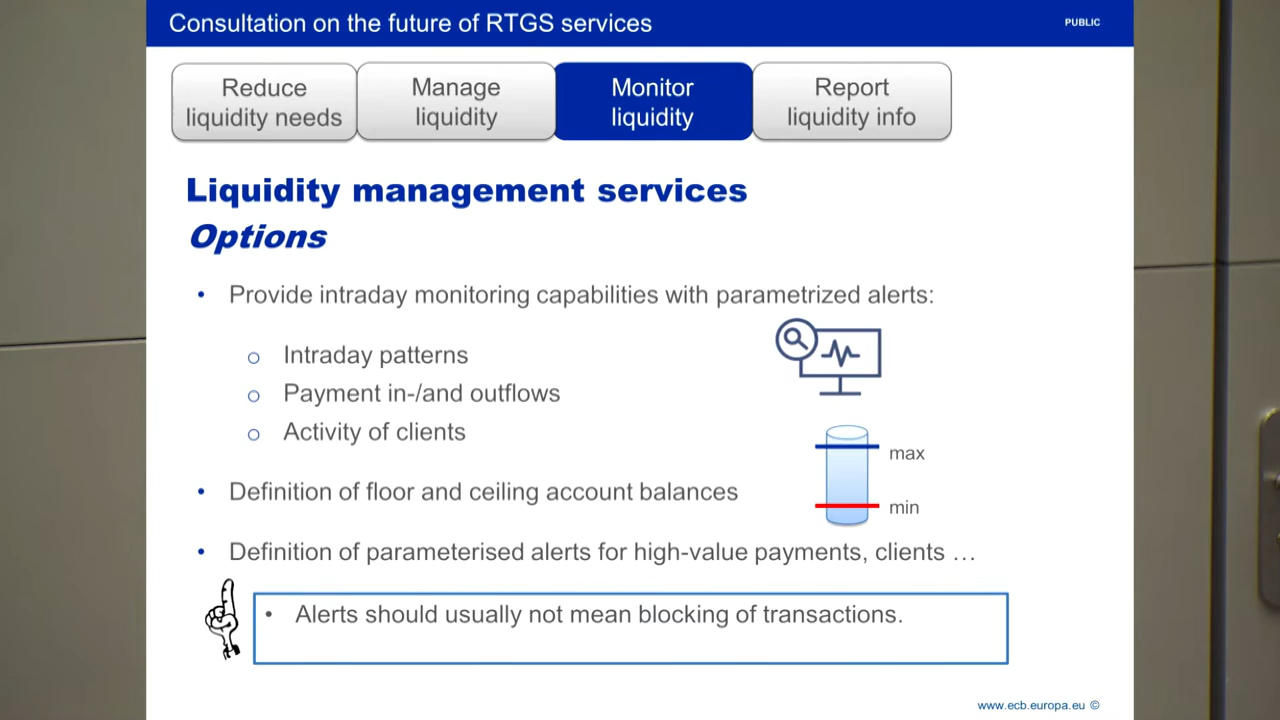 Consultation on the future of RTGS services
PUBLIC
Reduce
liquidity needs
Manage
liquidity
Monitor
liquidity
Report
liquidity info
Liquidity management services
Options
• Provide intraday monitoring capabilities with parametrized alerts:
o Intraday patterns
o Payment in-/and outflows
o Activity of clients
max
• Definition of floor and ceiling account balances
min
• Definition of parameterised alerts for high-value payments, clients …
• Alerts should usually not mean blocking of transactions.
www.ecb.europa.eu ©